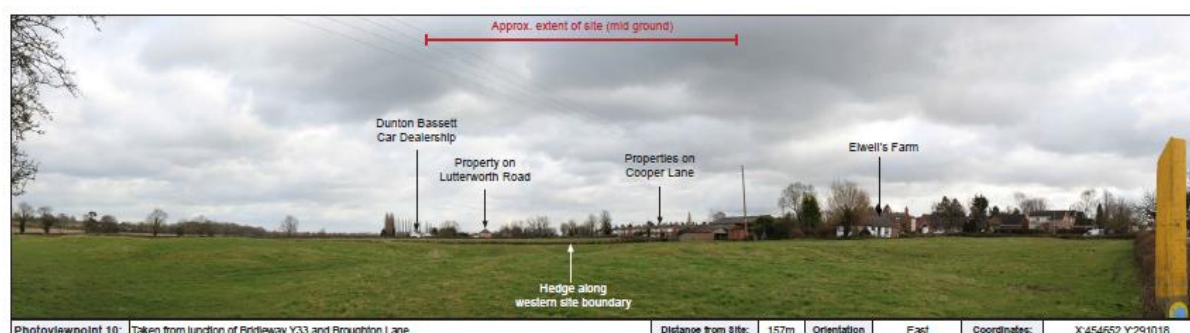 Approx. extent of site (mid ground)
Dunton Bassett
Car Dealership
Property on
Lutterworth Road
Properties on
Cooper Lane
Elwell's Farm
Hedge along
western site boundary
Photoviewpoint 10: Taken from junction of Bridleway Y33 and Broughton Lane Distance from Site: 157m Orientation East Coordinates: X:454652 Y:291018